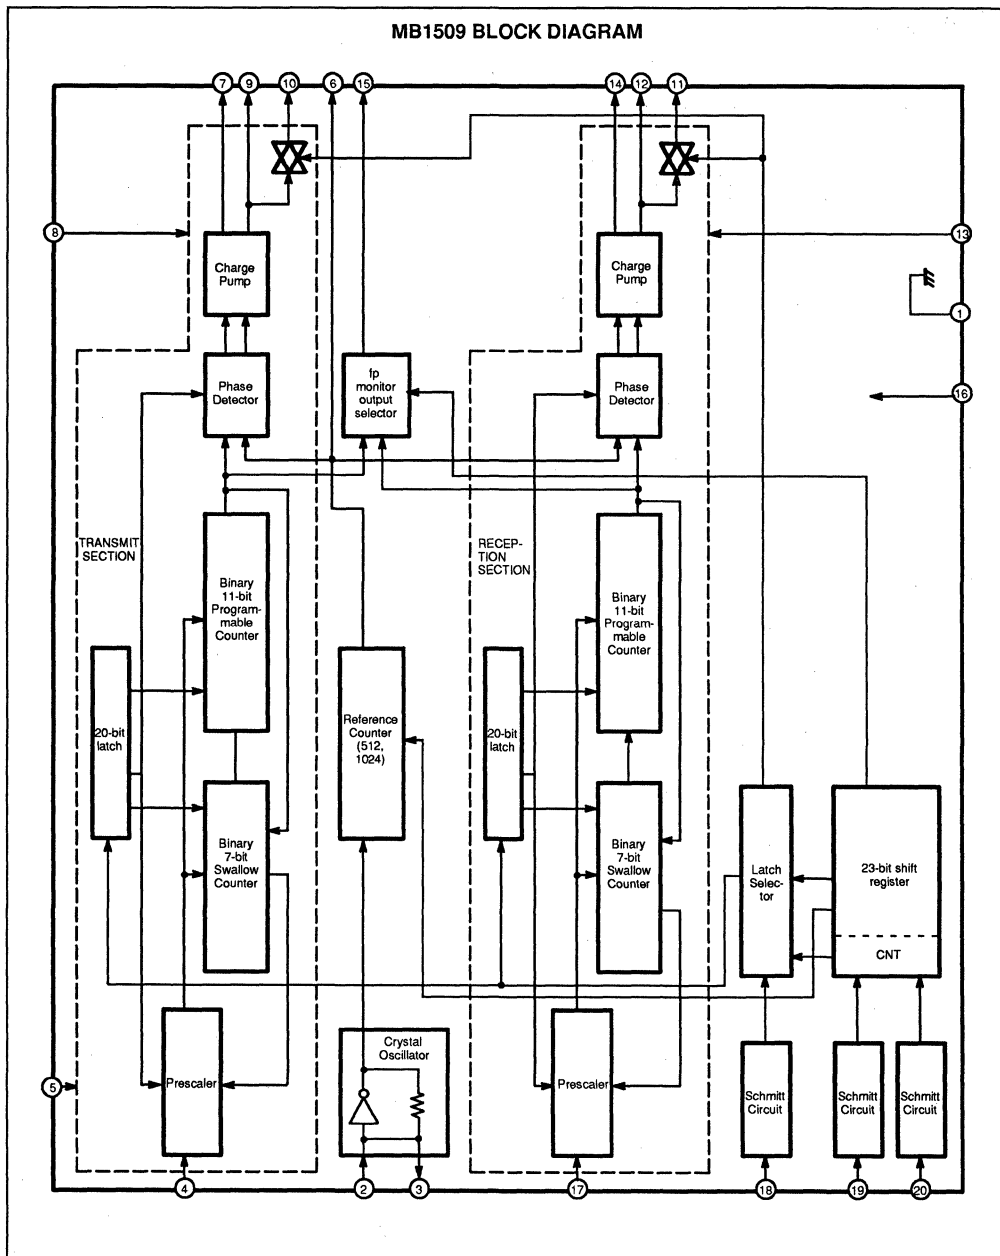 MB1509 BLOCK DIAGRAM
7
9
10
6
15
14
12
11
8
13
1
16
Charge
Pump
Charge
Pump
Phase
Detector
fp
monitor
output
selector
Phase
Detector
TRANSMIT
SECTION
RECEP-
TION
SECTION
Binary
11-bit
Program-
mable
Counter
Binary
11-bit
Program-
mable
Counter
20-bit
latch
Reference
Counter
(512,
1024)
20-bit
latch
Binary
7-bit
Swallow
Counter
Binary
7-bit
Swallow
Counter
Latch
Selec-
tor
23-bit shift
register
CNT
Crystal
Oscillator
Prescaler
Prescaler
Schmitt
Circuit
Schmitt
Circuit
Schmitt
Circuit
5
4
2
3
17
18
19
20